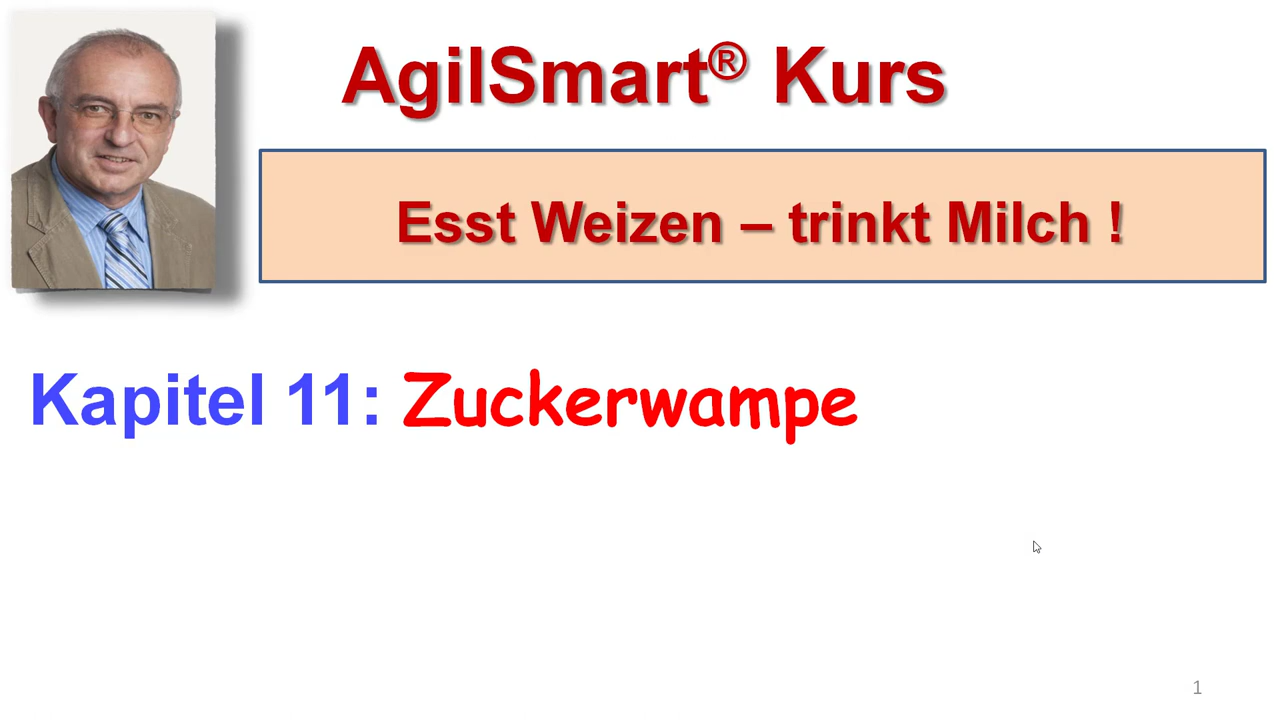 AgilSmart® Kurs
Esst Weizen – trinkt Milch !
Kapitel 11: Zuckerwampe
1